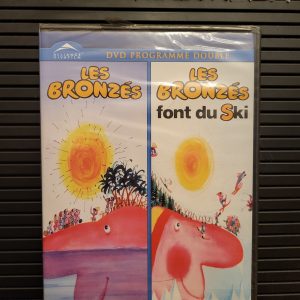 DVD PROGRAMME DOUBLE
LES
BRONZÉS
LES
BRONZÉS
font du Ski